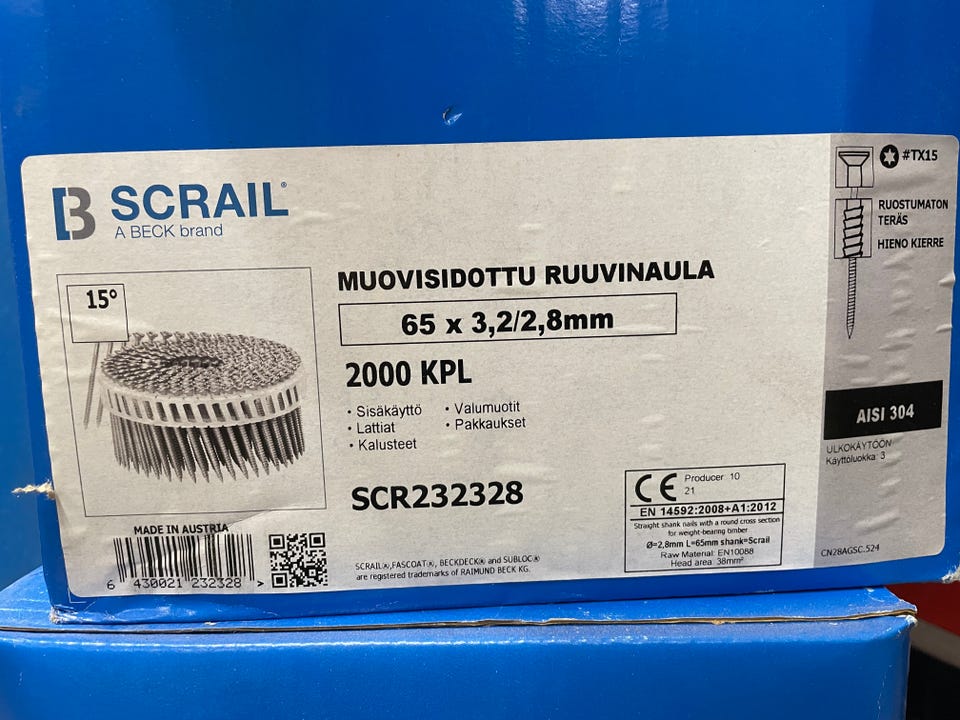 B SCRAIL®
A BECK brand
15°
MUOVISIDOTTU RUUVINAULA
65 x 3,2/2,8mm
2000 KPL
• Sisäkäyttö
• Lattiat
• Kalusteet
• Valumuotit
• Pakkaukset
SCR232328
MADE IN AUSTRIA
6 430021 232328 >
SCRAIL®, FASCOAT®, BECKDECK® and SUBLOC®
are registered trademarks of RAIMUND BECK KG.
CE
Producer 10
21
EN 14592:2008+A1:2012
Straight shank nails with a round cross section
for weight-bearing timber
Ø=2,8mm L=65mm shank=Scrail
Raw Material: EN10088
Head area: 38mm²
#TX15
RUOSTUMATON
TERÄS
HIENO KIERRE
AISI 304
ULKOKÄYTÖÖN
Käyttöluokka: 3
CN28AGSC.524